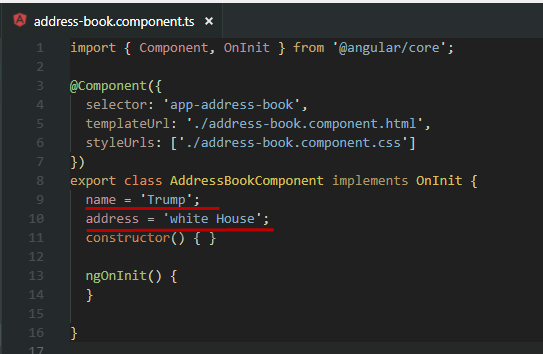 address-book.component.ts ×
1 import { Component, OnInit } from '@angular/core';
2
3 @Component({
4   selector: 'app-address-book',
5   templateUrl: './address-book.component.html',
6   styleUrls: ['./address-book.component.css']
7 })
8 export class AddressBookComponent implements OnInit {
9   name = 'Trump';
10   address = 'white House';
11   constructor() { }
12
13   ngOnInit() {
14   }
15
16 }
17